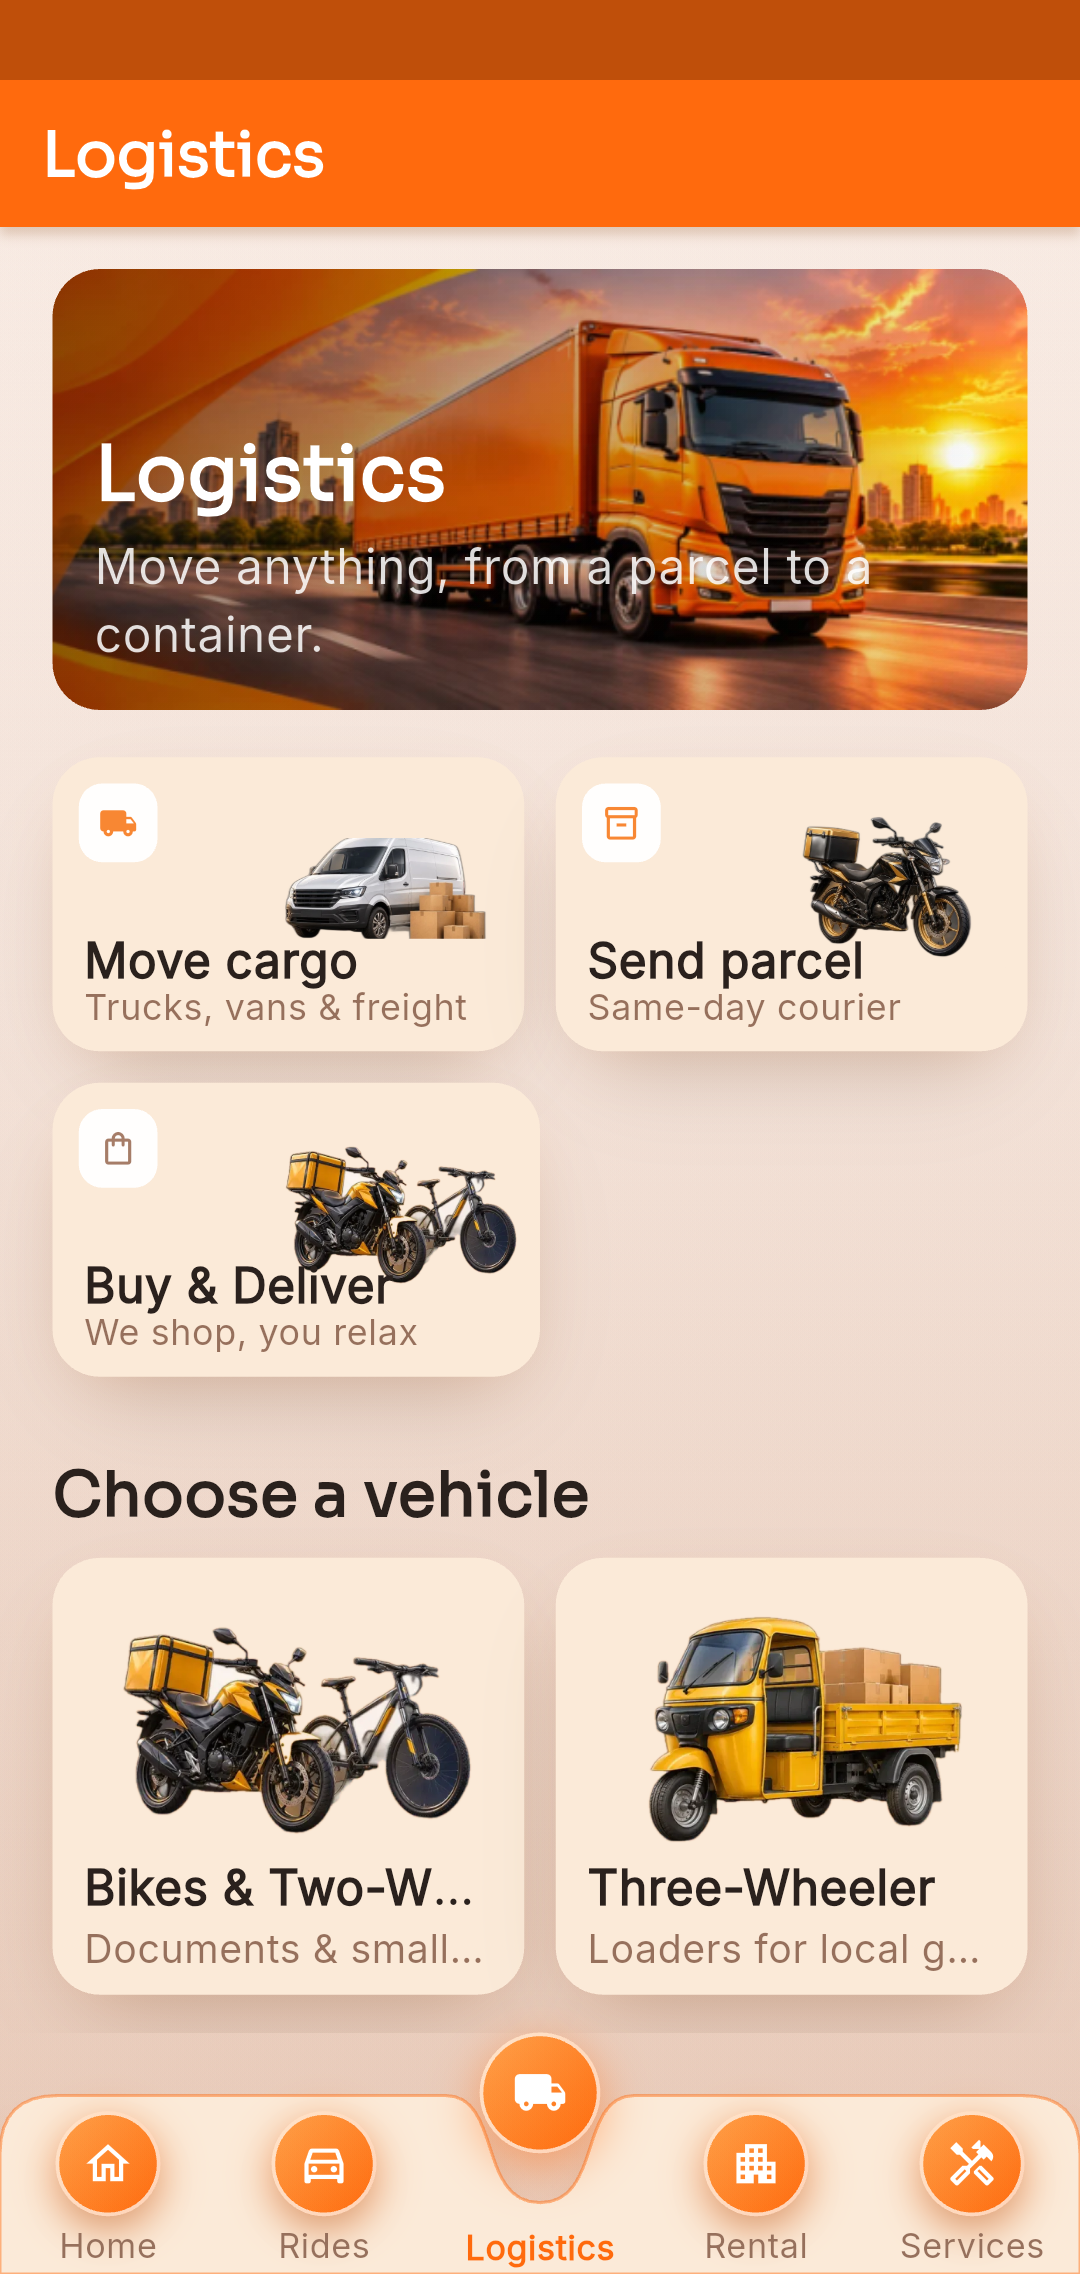 Logistics
Logistics
Move anything, from a parcel to a
container.
Move cargo
Trucks, vans & freight
Send parcel
Same-day courier
Buy & Deliver
We shop, you relax
Choose a vehicle
Bikes & Two-W...
Documents & small...
Three-Wheeler
Loaders for local g...
Home
Rides
Logistics
Rental
Services